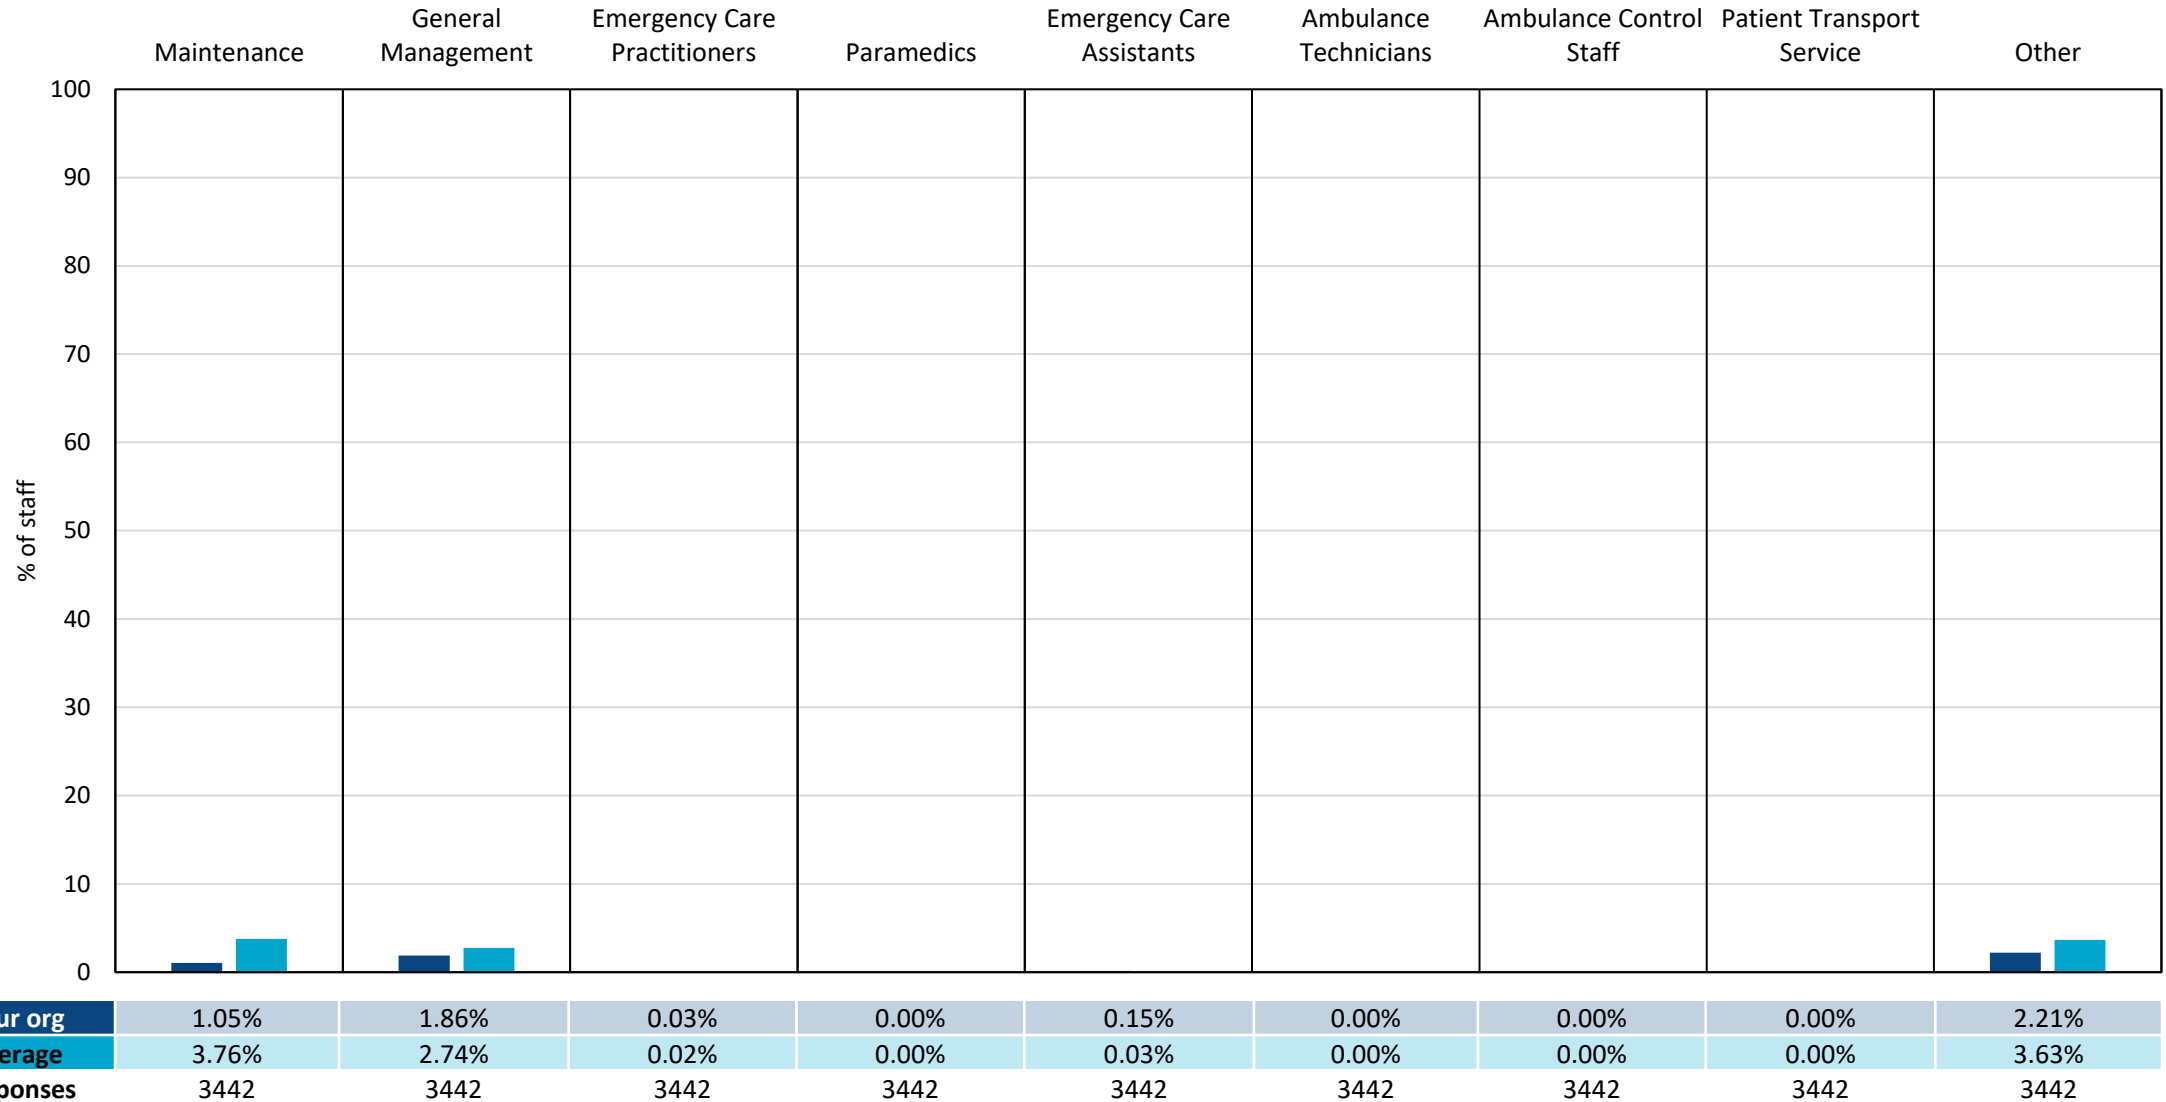 Maintenance
General
Management
Emergency Care
Practitioners
Paramedics
Emergency Care
Assistants
Ambulance
Technicians
Ambulance Control
Staff
Patient Transport
Service
Other
% of staff
100
90
80
70
60
50
40
30
20
10
0
ur org 1.05% 1.86% 0.03% 0.00% 0.15% 0.00% 0.00% 0.00% 2.21%
erage 3.76% 2.74% 0.02% 0.00% 0.03% 0.00% 0.00% 0.00% 3.63%
ponses 3442 3442 3442 3442 3442 3442 3442 3442 3442